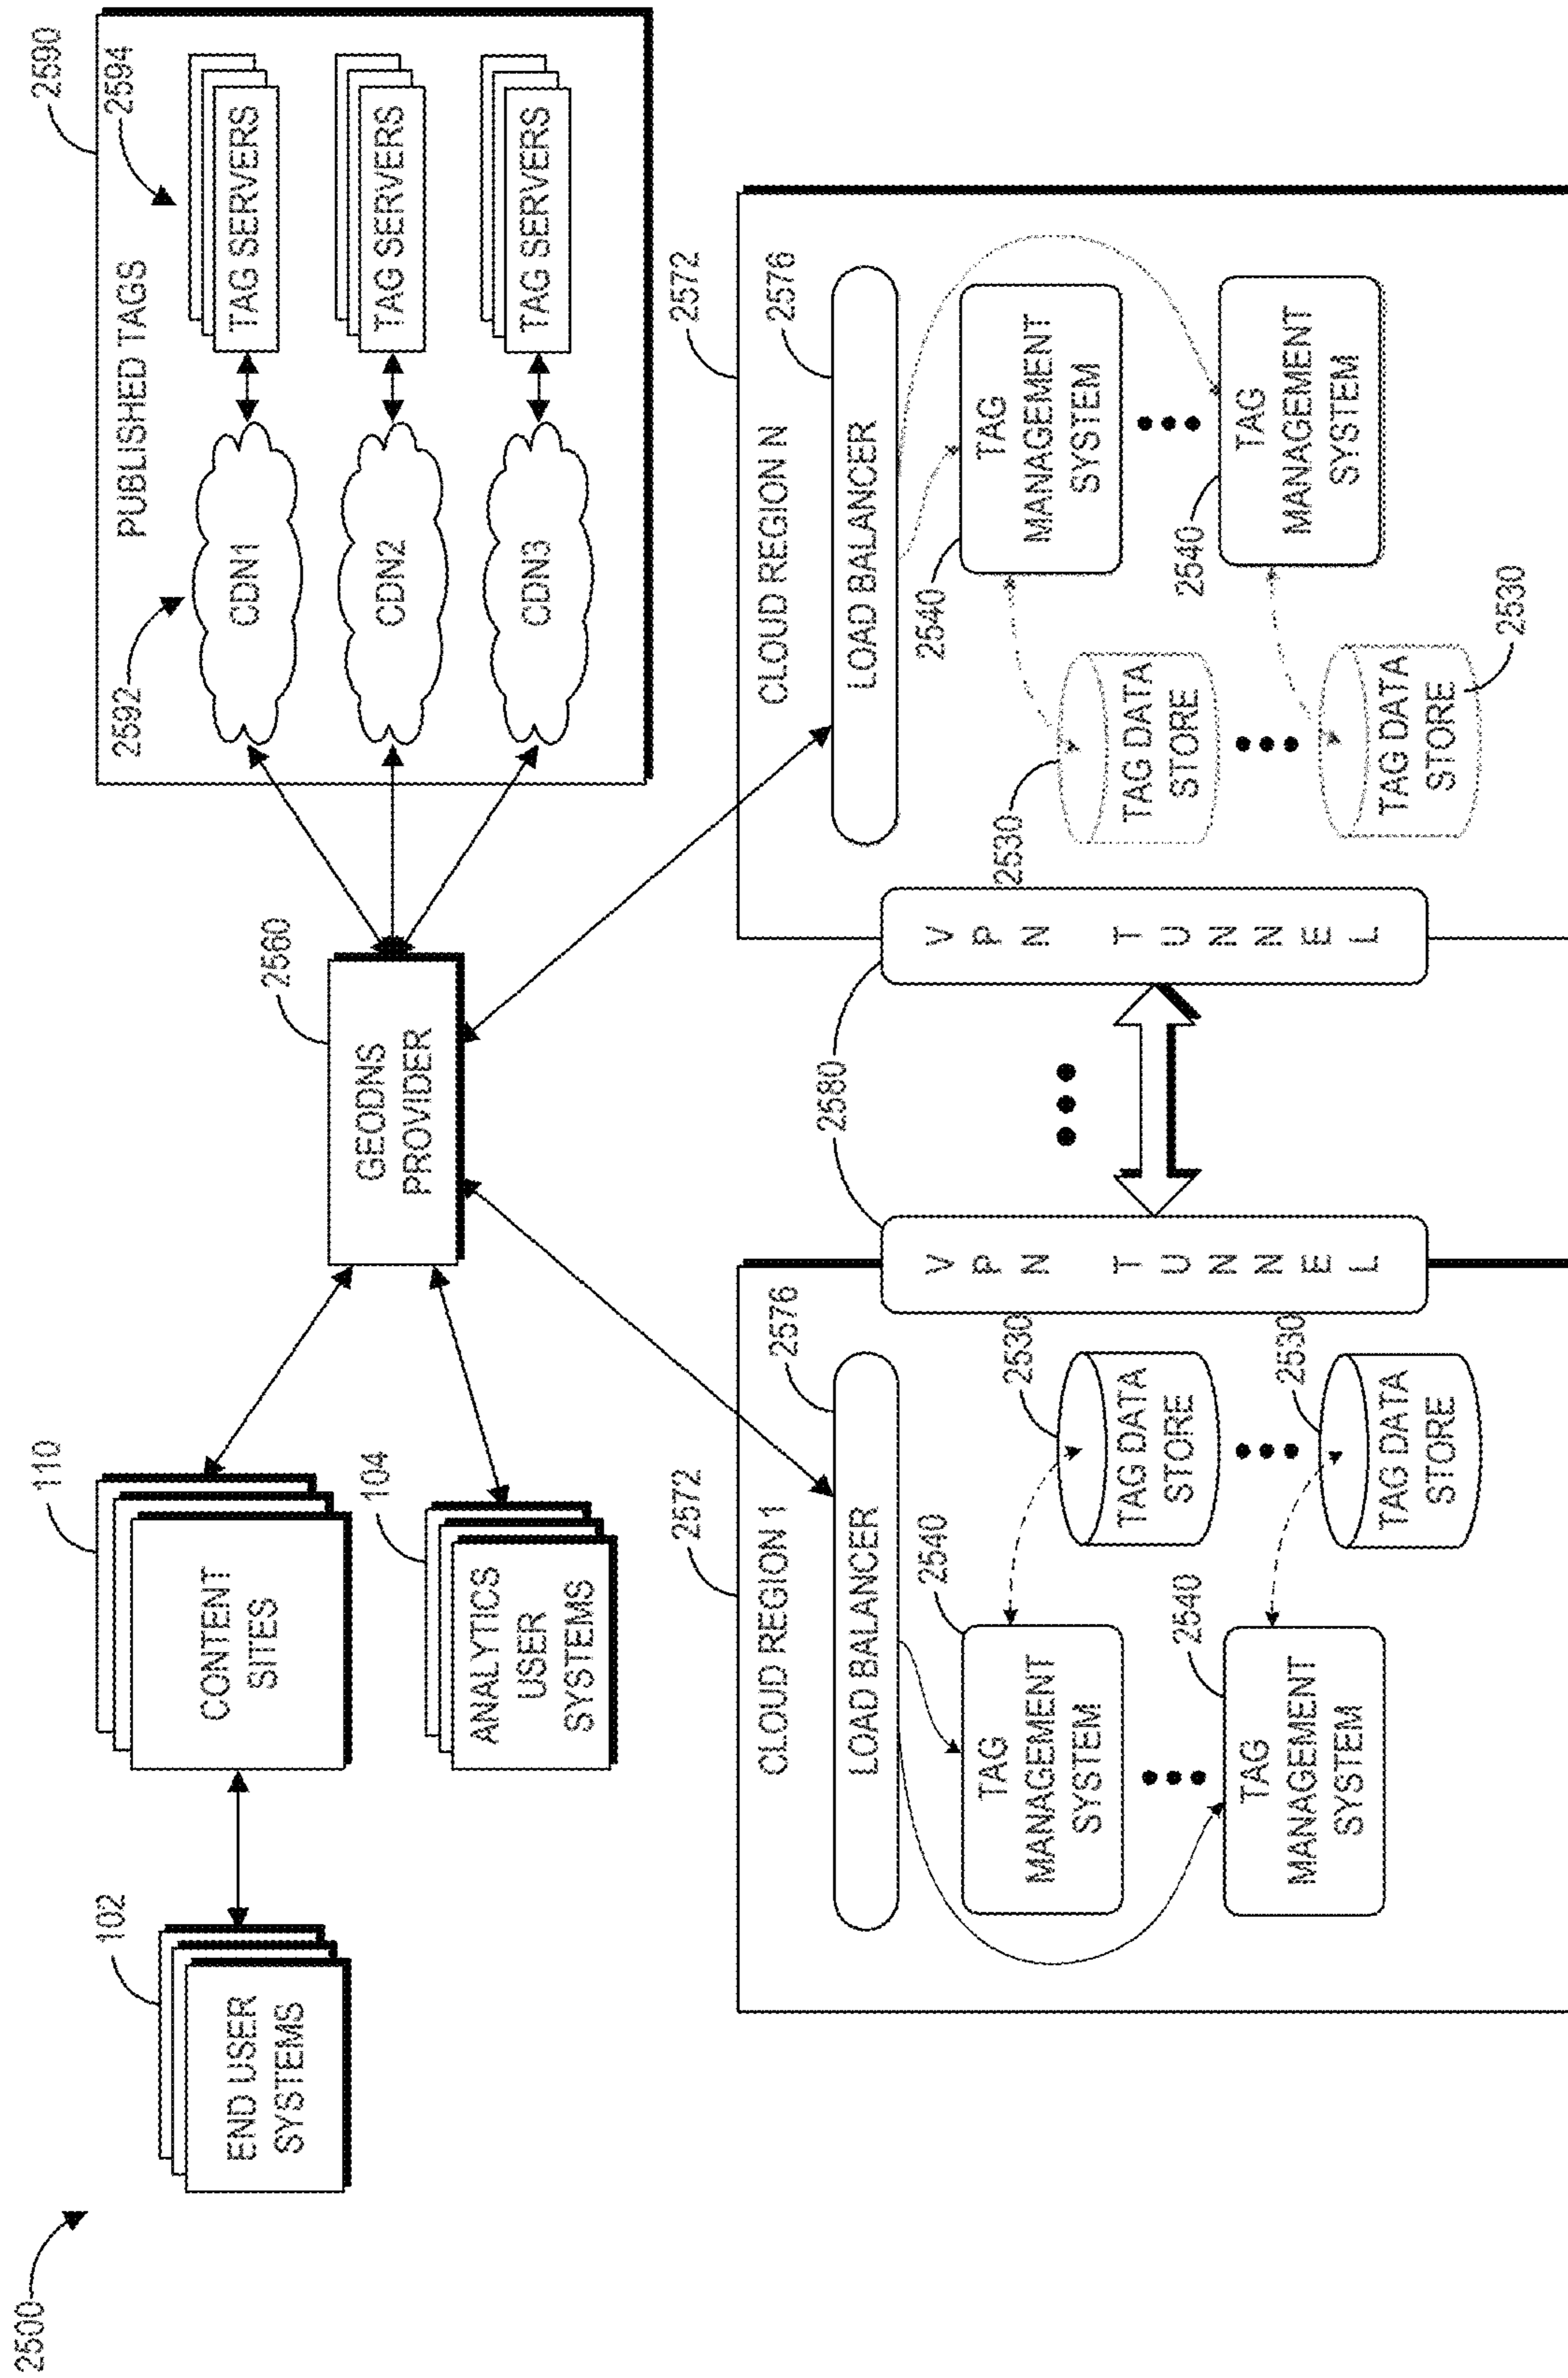 2500
102
END USER
SYSTEMS
110
CONTENT
SITES
104
ANALYTICS
USER
SYSTEMS
2560
GEODNS
PROVIDER
2590
PUBLISHED TAGS
2592
2594
CDN1
TAG SERVERS
CDN2
TAG SERVERS
CDN3
TAG SERVERS
2572
CLOUD REGION 1
2576
LOAD BALANCER
2540
TAG
MANAGEMENT
SYSTEM
2530
TAG DATA
STORE
2540
TAG
MANAGEMENT
SYSTEM
2530
TAG DATA
STORE
2580
VPN TUNNEL
VPN TUNNEL
2572
CLOUD REGION N
2576
LOAD BALANCER
2530
TAG DATA
STORE
2540
TAG
MANAGEMENT
SYSTEM
2530
TAG DATA
STORE
2540
TAG
MANAGEMENT
SYSTEM